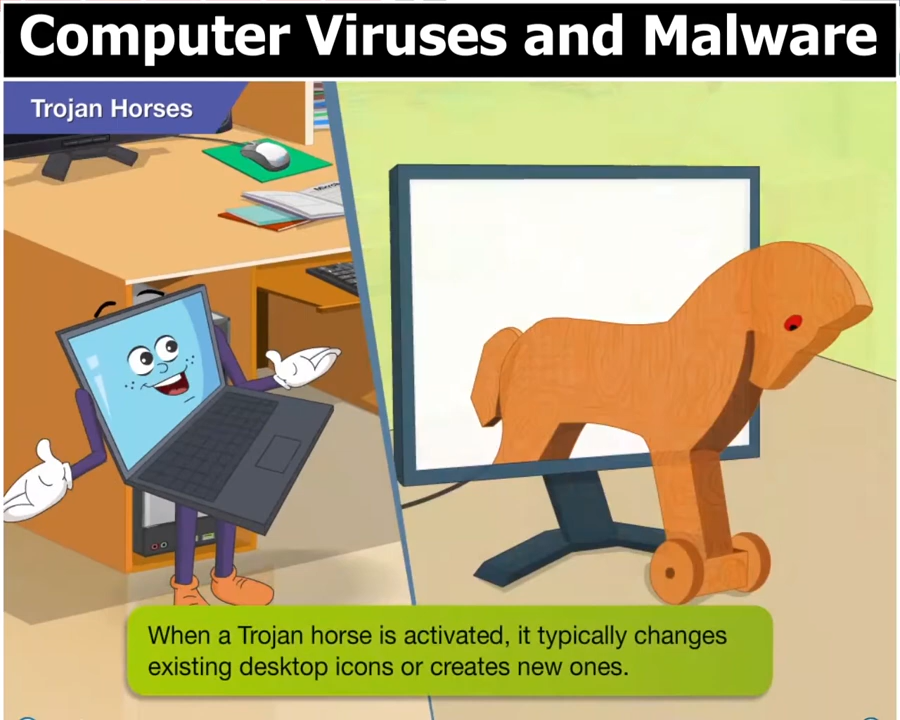 Computer Viruses and Malware
Trojan Horses
When a Trojan horse is activated, it typically changes
existing desktop icons or creates new ones.